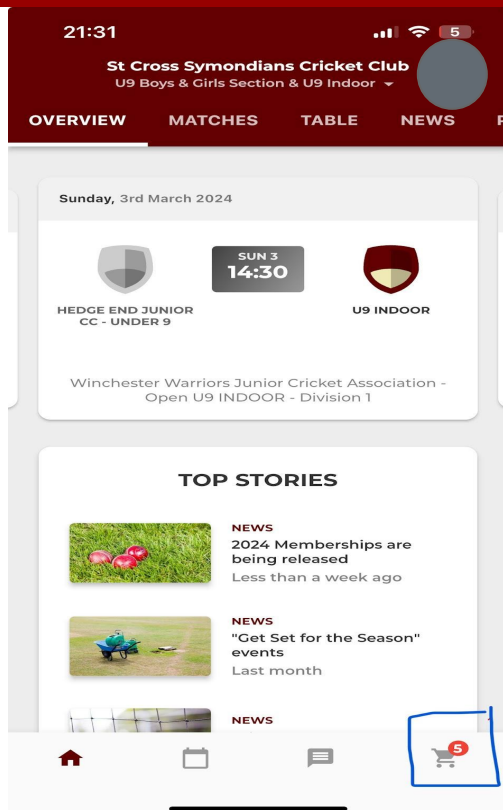 21:31
5
St Cross Symondians Cricket Club
U9 Boys & Girls Section & U9 Indoor
OVERVIEW MATCHES TABLE NEWS
Sunday, 3rd March 2024
SUN 3
14:30
HEDGE END JUNIOR
CC - UNDER 9
U9 INDOOR
Winchester Warriors Junior Cricket Association -
Open U9 INDOOR - Division 1
TOP STORIES
NEWS
2024 Memberships are
being released
Less than a week ago
NEWS
"Get Set for the Season"
events
Last month
NEWS
5